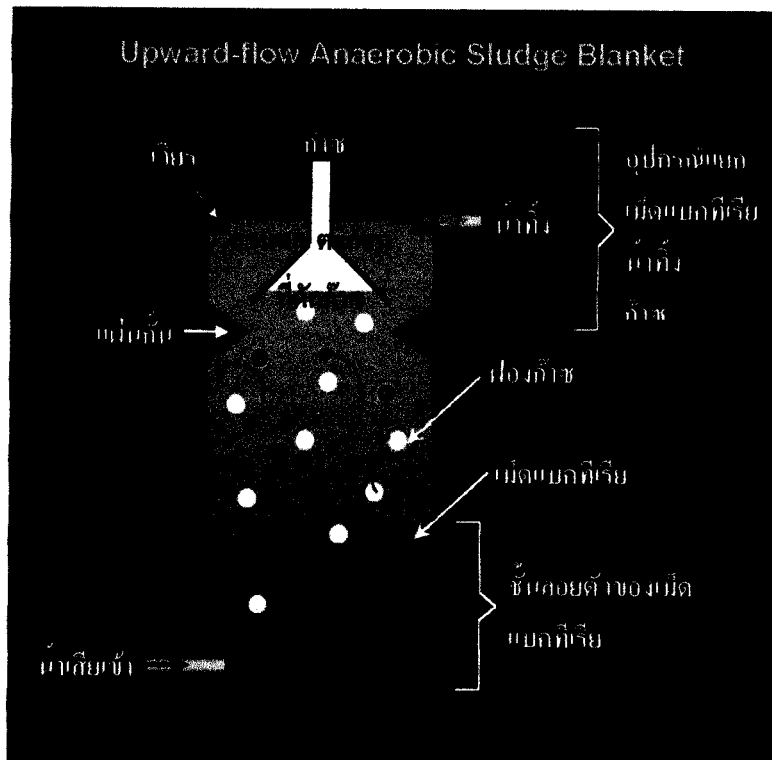 Upward-flow Anaerobic Sludge Blanket
ก๊าซ
เวียร
อุปกรณ์แยก
เม็ดแบคทีเรีย
น้ำทิ้ง
ก๊าซ
น้ำทิ้ง
แผ่นกั้น
ฟองก๊าซ
เม็ดแบคทีเรีย
ชั้นลอยตัวของเม็ด
แบคทีเรีย
น้ำเสียเข้า